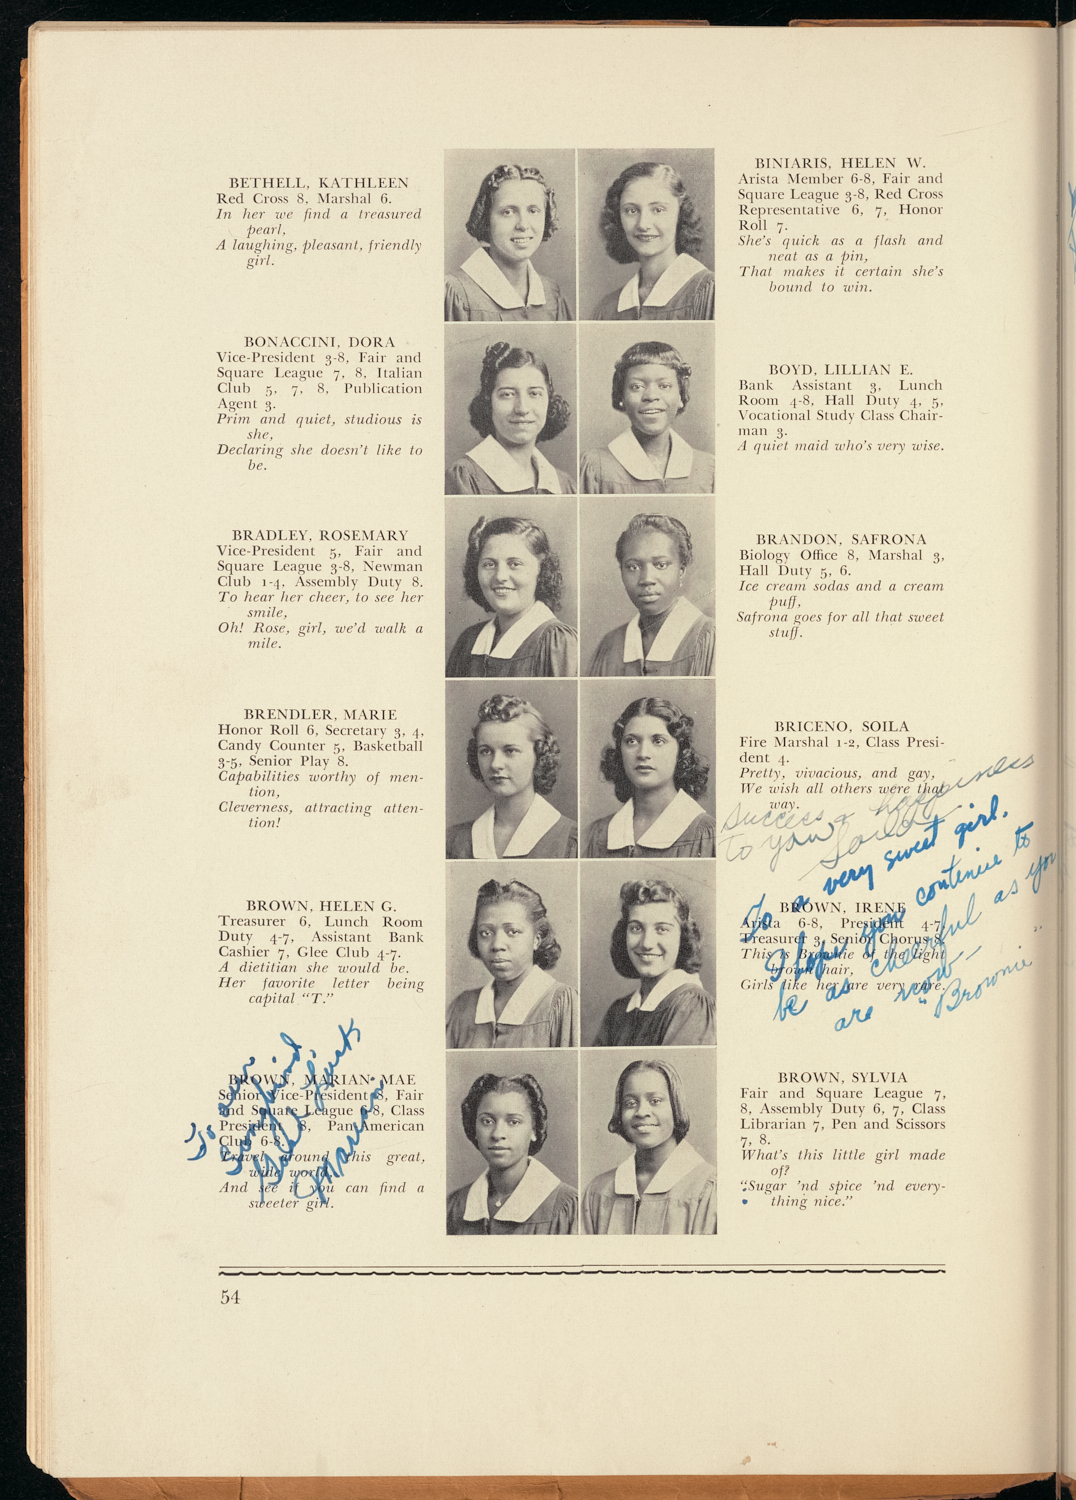 BETHELL, KATHLEEN
Red Cross 8, Marshal 6.
In her we find a treasured
pearl,
A laughing, pleasant, friendly
girl.
BONACCINI, DORA
Vice-President 3-8, Fair and
Square League 7, 8, Italian
Club 5, 7, 8, Publication
Agent 3.
Prim and quiet, studious is
she,
Declaring she doesn't like to
be.
BRADLEY, ROSEMARY
Vice-President 5, Fair and
Square League 3-8, Newman
Club 1-4, Assembly Duty 8.
To hear her cheer, to see her
smile,
Oh! Rose, girl, we'd walk a
mile.
BRENDLER, MARIE
Honor Roll 6, Secretary 3, 4,
Candy Counter 5, Basketball
3-5, Senior Play 8.
Capabilities worthy of men-
tion,
Cleverness, attracting atten-
tion!
BROWN, HELEN G.
Treasurer 6, Lunch Room
Duty 4-7, Assistant Bank
Cashier 7, Glee Club 4-7.
A dietitian she would be.
Her favorite letter being
capital "T."
BROWN, MARIAN MAE
Senior Vice-President 8, Fair
and Square League 6-8, Class
President 8, Pan American
Club 6-8.
Travel around this great,
wide world,
And see if you can find a
sweeter girl.
To
Luck
Marian
BINIARIS, HELEN W.
Arista Member 6-8, Fair and
Square League 3-8, Red Cross
Representative 6, 7, Honor
Roll 7.
She's quick as a flash and
neat as a pin,
That makes it certain she's
bound to win.
BOYD, LILLIAN E.
Bank Assistant 3, Lunch
Room 4-8, Hall Duty 4, 5,
Vocational Study Class Chair-
man 3.
A quiet maid who's very wise.
BRANDON, SAFRONA
Biology Office 8, Marshal 3,
Hall Duty 5, 6.
Ice cream sodas and a cream
puff,
Safrona goes for all that sweet
stuff.
BRICENO, SOILA
Fire Marshal 1-2, Class Presi-
dent 4.
Pretty, vivacious, and gay,
We wish all others were that
way.
Success & happiness
to you
Soila
BROWN, IRENE
Arista 6-8, President 4-7,
Treasurer 3, Senior Chorus 8.
This is Brownie of the light
brown hair,
Girls like her are very rare.
To a very sweet girl.
I hope you continue to
be as cheerful as you
are now—
"Brownie"
BROWN, SYLVIA
Fair and Square League 7,
8, Assembly Duty 6, 7, Class
Librarian 7, Pen and Scissors
7, 8.
What's this little girl made
of?
"Sugar 'nd spice 'nd every-
thing nice."
54